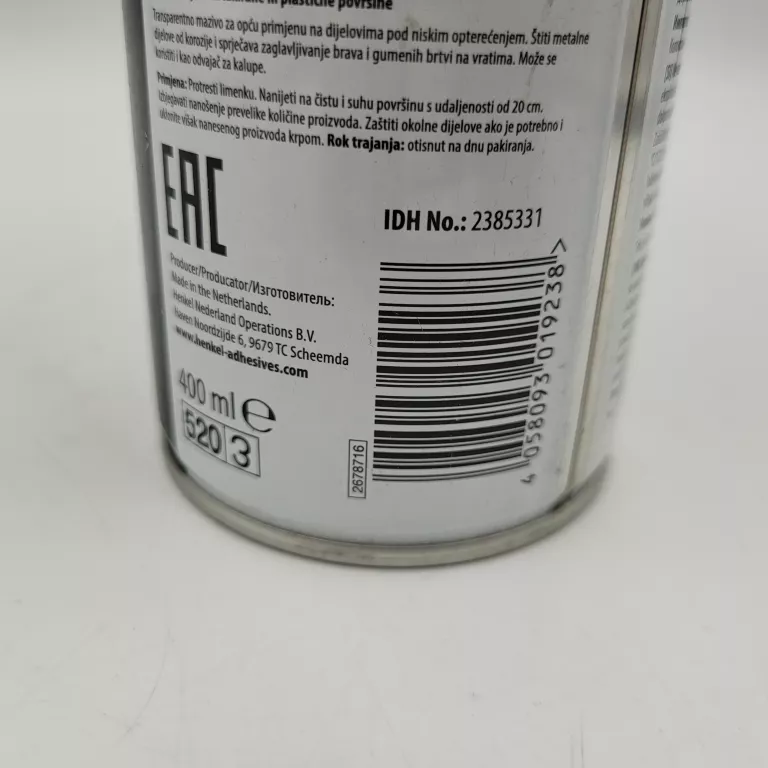 plastične površine
Transparentno mazivo za opću primjenu na dijelovima pod niskim opterećenjem. Štiti metalne
dijelove od korozije i sprječava zaglavljivanje brava i gumenih brtvi na vratima. Može se
koristiti i kao odvajač za kalupe.
Primjena: Protresti limenku. Nanijeti na čistu i suhu površinu s udaljenosti od 20 cm.
Izbjegavati nanošenje prevelike količine proizvoda. Zaštiti okolne dijelove ako je potrebno i
uklonite višak nanesenog proizvoda krpom. Rok trajanja: otisnut na dnu pakiranja.
EAC
IDH No.: 2385331
Producer/Producator/Изготовитель:
Made in the Netherlands.
Henkel Nederland Operations B.V.
Haven Noordzijde 6, 9679 TC Scheemda
www.henkel-adhesives.com
400 ml e
520 3
2678716
4 058093 019238 >